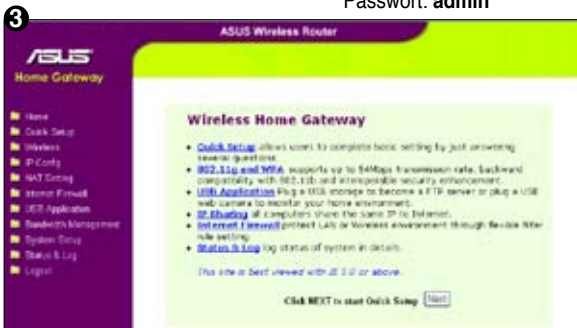 Passwort: admin
3
ASUS Wireless Router
ASUS
Home Gateway
Home
Quick Setup
Wireless
IP Config
NAT Setting
Internet Firewall
USB Application
Bandwidth Management
System Setup
Status & Log
Logout
Wireless Home Gateway
Quick Setup allows users to complete basic setting by just answering
several questions.
802.11g and WPA supports up to 54Mbps transmission rate, backward
compatibility with 802.11b and interoperable security enhancement.
USB Application Plug a USB storage to become a FTP server or plug a USB
web camera to monitor your home environment.
IP Sharing all computers share the same IP to Internet.
Internet Firewall protect LAN or Wireless environment through flexible filter
rule setting.
Status & Log log status of system in details.
This site is best viewed with IE 5.0 or above.
Click NEXT to start Quick Setup Next